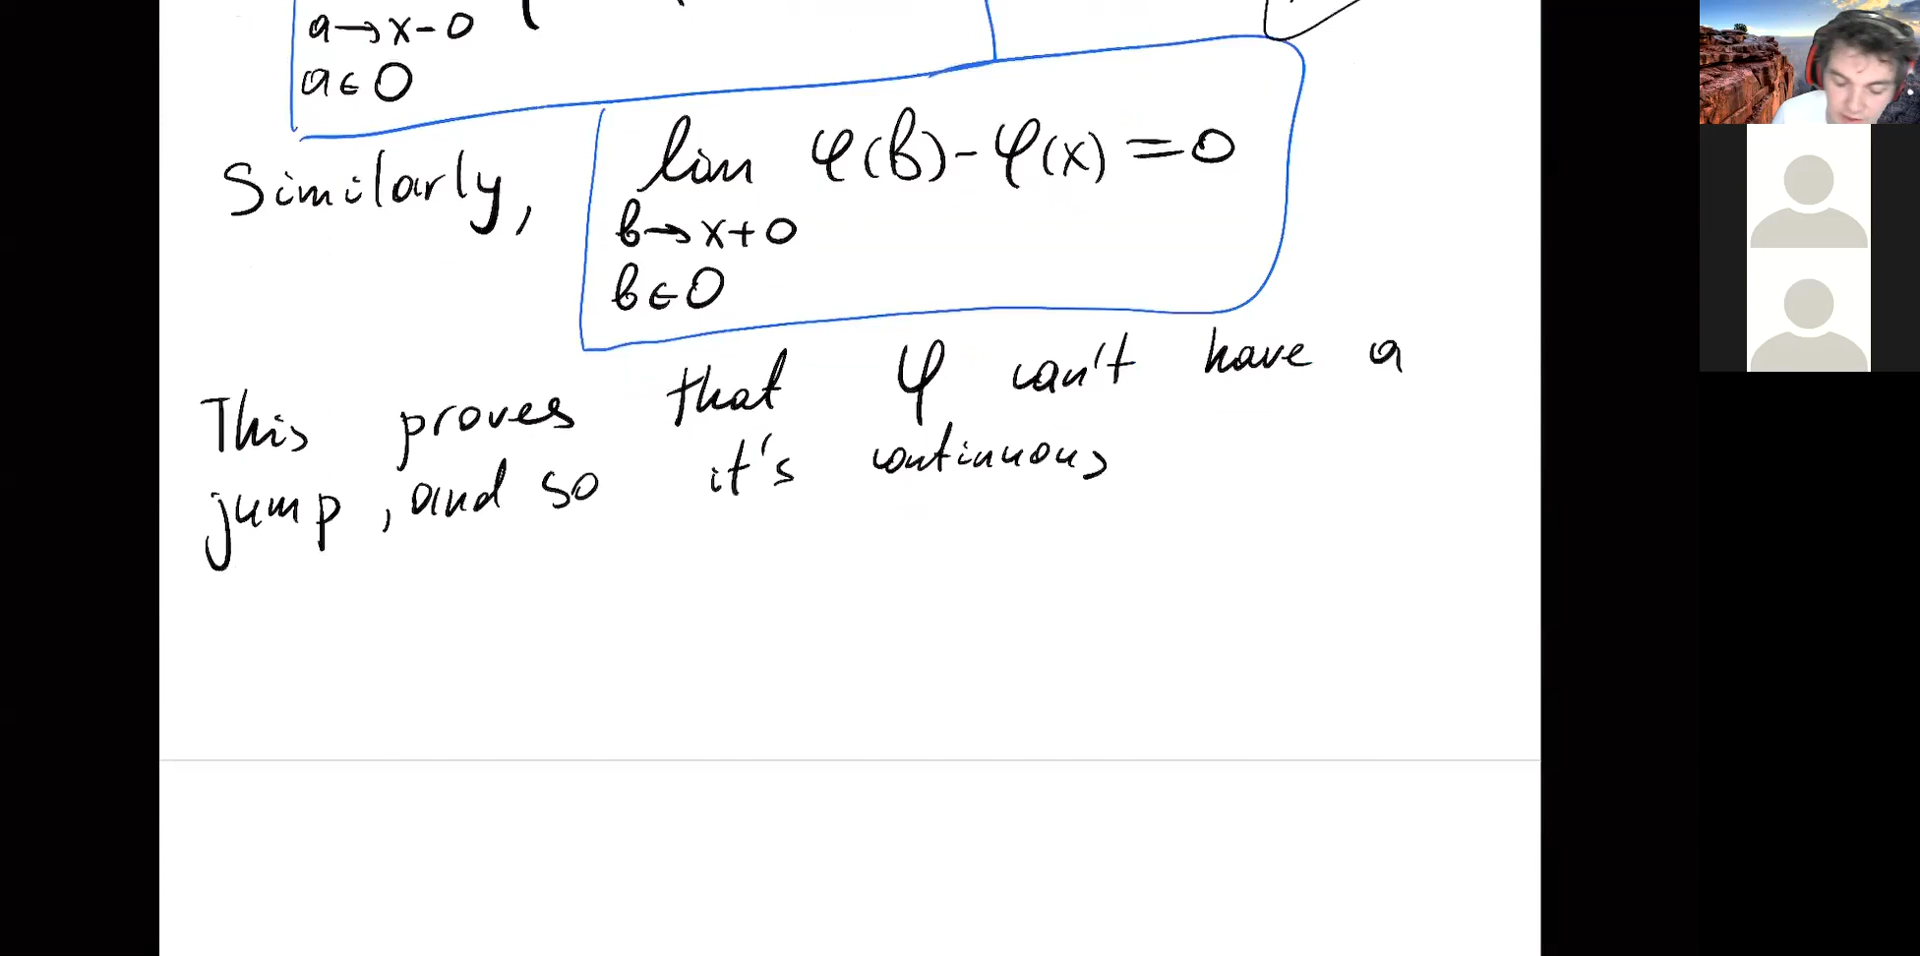 a→x-0
a∈O
Similarly,
lim φ(b)-φ(x)=0
b→x+0
b∈O
This proves that φ can't have a
jump, and so it's continuous